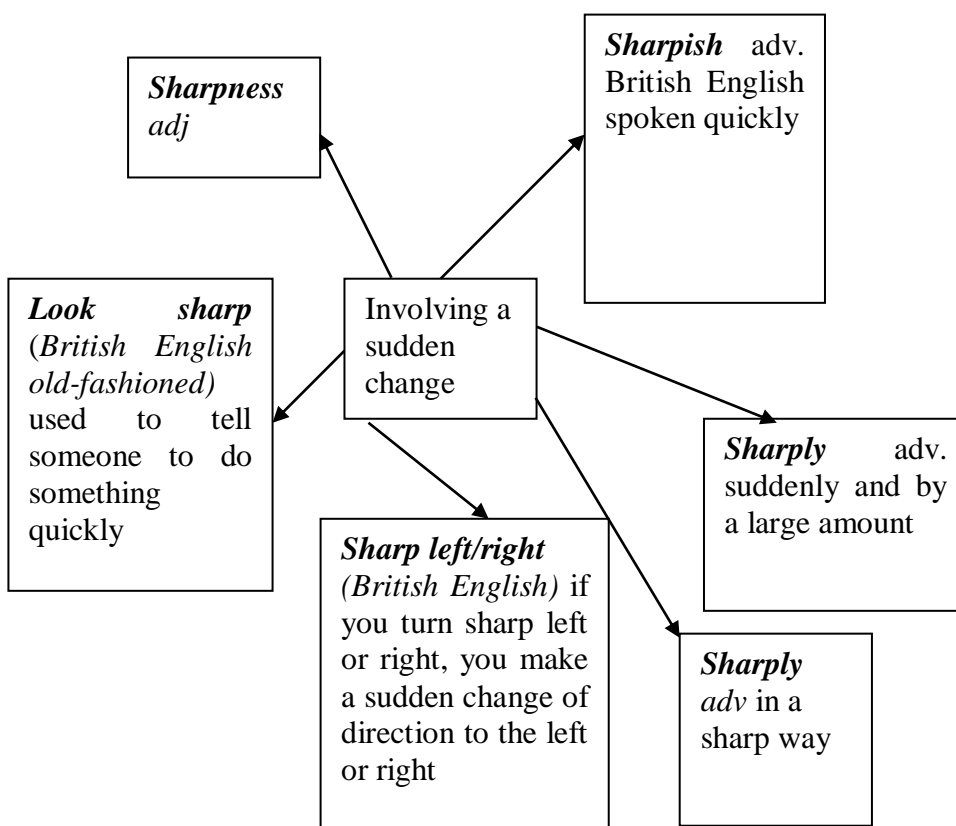 Sharpness
adj
Sharpish adv.
British English
spoken quickly
Look sharp
(British English
old-fashioned)
used to tell
someone to do
something
quickly
Involving a
sudden
change
Sharply adv.
suddenly and by
a large amount
Sharp left/right
(British English) if
you turn sharp left
or right, you make
a sudden change of
direction to the left
or right
Sharply
adv in a
sharp way